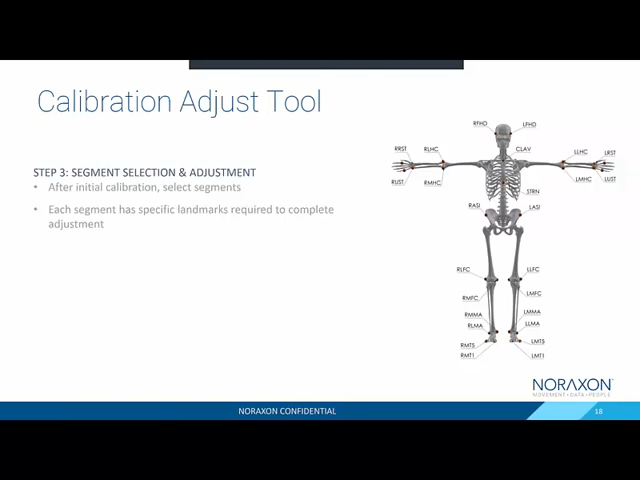 Calibration Adjust Tool
STEP 3: SEGMENT SELECTION & ADJUSTMENT
• After initial calibration, select segments
• Each segment has specific landmarks required to complete
adjustment
RFHD LFHD
RRST RLHC CLAV LLHC LRST
RUST RMHC LMHC LUST
STRN
RASI LASI
RLFC LLFC
RMFC LMFC
RMMA LMMA
RLMA LLMA
RMT5 LMT5
RMT1 LMT1
NORAXON
MOVEMENT • DATA • PEOPLE
NORAXON CONFIDENTIAL
18